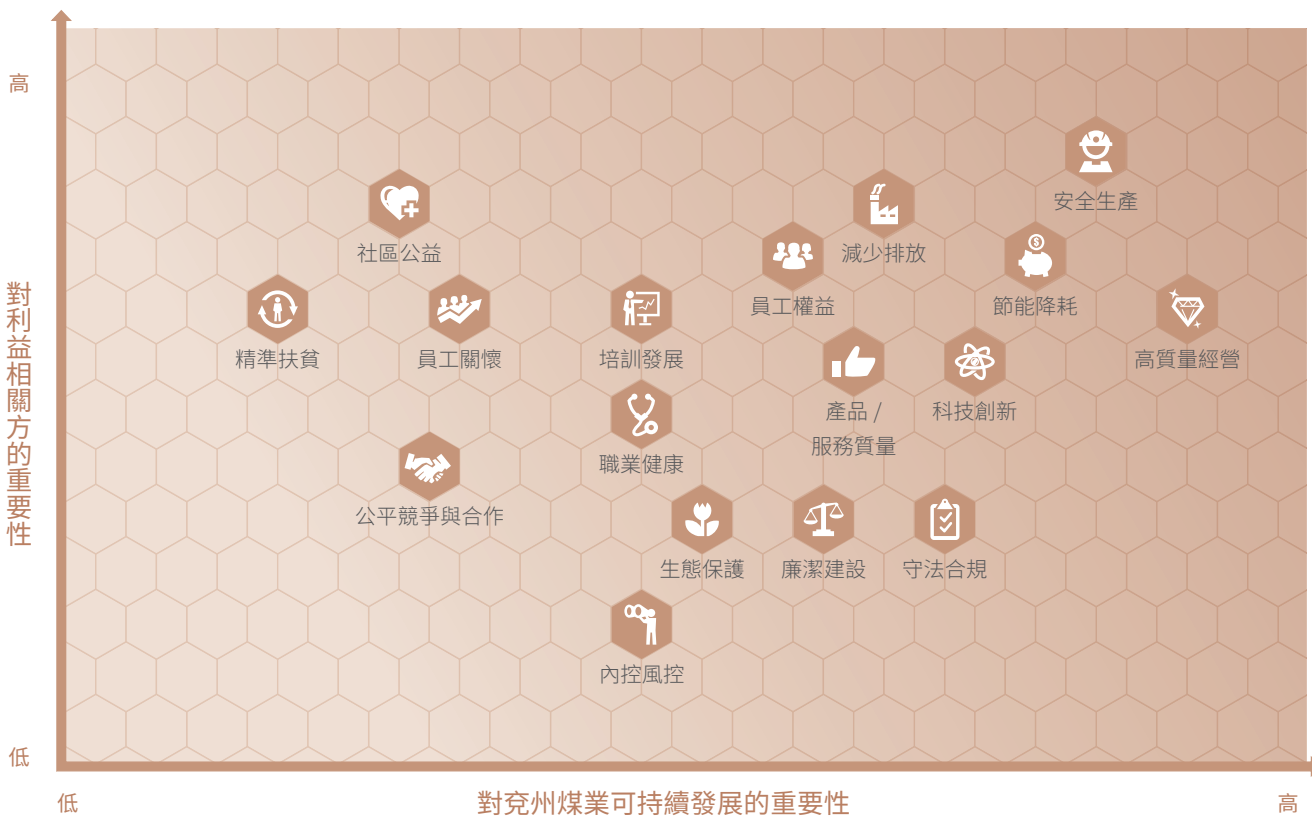 高
安全生產
社區公益
減少排放
員工權益
節能降耗
精準扶貧
員工關懷
培訓發展
高質量經營
產品 /
服務質量
科技創新
職業健康
公平競爭與合作
生態保護
廉潔建設
守法合規
內控風控
對利益相關方的重要性
低
低
對兗州煤業可持續發展的重要性
高